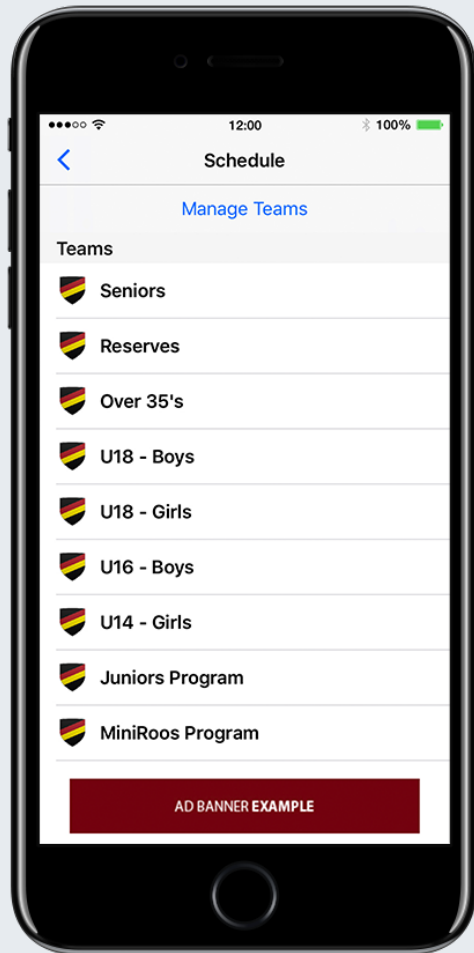 12:00
100%
Schedule
Manage Teams
Teams
Seniors
Reserves
Over 35's
U18 - Boys
U18 - Girls
U16 - Boys
U14 - Girls
Juniors Program
MiniRoos Program
AD BANNER EXAMPLE